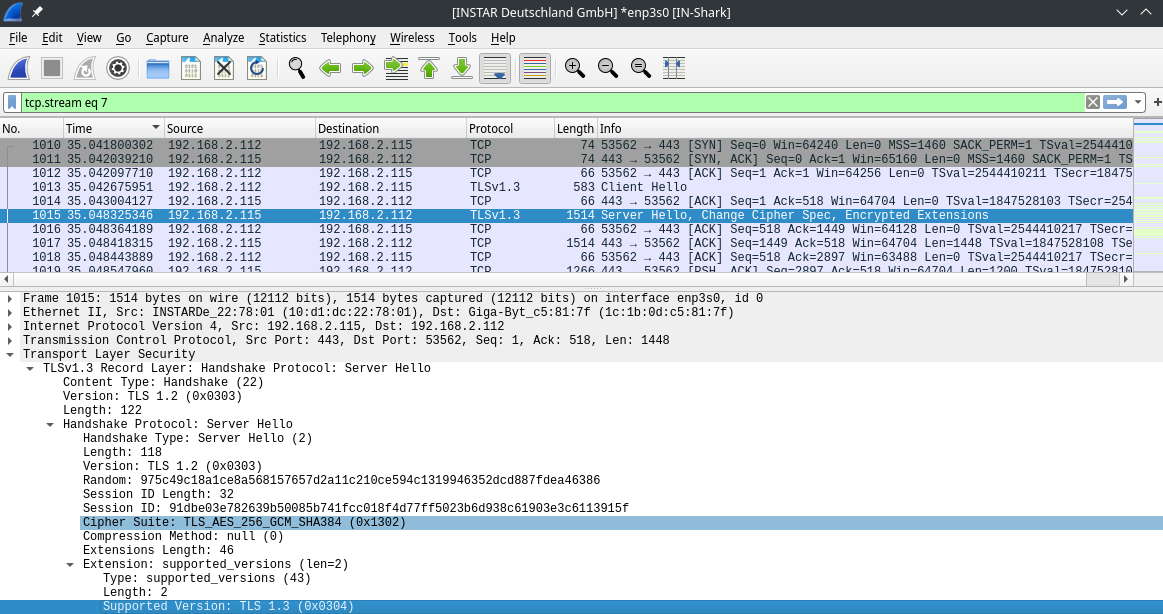 [INSTAR Deutschland GmbH] *enp3s0 [IN-Shark]
File Edit View Go Capture Analyze Statistics Telephony Wireless Tools Help
tcp.stream eq 7
No. Time Source Destination Protocol Length Info
1010 35.041800302 192.168.2.112 192.168.2.115 TCP 74 53562 → 443 [SYN] Seq=0 Win=64240 Len=0 MSS=1460 SACK_PERM=1 TSval=2544410
1011 35.042039210 192.168.2.115 192.168.2.112 TCP 74 443 → 53562 [SYN, ACK] Seq=0 Ack=1 Win=65160 Len=0 MSS=1460 SACK_PERM=1 TS
1012 35.042097710 192.168.2.112 192.168.2.115 TCP 66 53562 → 443 [ACK] Seq=1 Ack=1 Win=64256 Len=0 TSval=2544410211 TSecr=18475
1013 35.042675951 192.168.2.112 192.168.2.115 TLSv1.3 583 Client Hello
1014 35.043004127 192.168.2.115 192.168.2.112 TCP 66 443 → 53562 [ACK] Seq=1 Ack=518 Win=64704 Len=0 TSval=1847528103 TSecr=254
1015 35.048325346 192.168.2.115 192.168.2.112 TLSv1.3 1514 Server Hello, Change Cipher Spec, Encrypted Extensions
1016 35.048364189 192.168.2.112 192.168.2.115 TCP 66 53562 → 443 [ACK] Seq=518 Ack=1449 Win=64128 Len=0 TSval=2544410217 TSecr=
1017 35.048418315 192.168.2.115 192.168.2.112 TCP 1514 443 → 53562 [ACK] Seq=1449 Ack=518 Win=64704 Len=1448 TSval=1847528108 TSe
1018 35.048443889 192.168.2.112 192.168.2.115 TCP 66 53562 → 443 [ACK] Seq=518 Ack=2897 Win=63488 Len=0 TSval=2544410217 TSecr=
1019 35.048547960 192.168.2.115 192.168.2.112 TCP 1266 443 → 53562 [PSH, ACK] Seq=2897 Ack=518 Win=64704 Len=1200 TSval=184752810
Frame 1015: 1514 bytes on wire (12112 bits), 1514 bytes captured (12112 bits) on interface enp3s0, id 0
Ethernet II, Src: INSTARDe_22:78:01 (10:d1:dc:22:78:01), Dst: Giga-Byt_c5:81:7f (1c:1b:0d:c5:81:7f)
Internet Protocol Version 4, Src: 192.168.2.115, Dst: 192.168.2.112
Transmission Control Protocol, Src Port: 443, Dst Port: 53562, Seq: 1, Ack: 518, Len: 1448
Transport Layer Security
TLSv1.3 Record Layer: Handshake Protocol: Server Hello
Content Type: Handshake (22)
Version: TLS 1.2 (0x0303)
Length: 122
Handshake Protocol: Server Hello
Handshake Type: Server Hello (2)
Length: 118
Version: TLS 1.2 (0x0303)
Random: 975c49c18a1ce8a568157657d2a11c210ce594c1319946352dcd887fdea46386
Session ID Length: 32
Session ID: 91dbe03e782639b50085b741fcc018f4d77ff5023b6d938c61903e3c6113915f
Cipher Suite: TLS_AES_256_GCM_SHA384 (0x1302)
Compression Method: null (0)
Extensions Length: 46
Extension: supported_versions (len=2)
Type: supported_versions (43)
Length: 2
Supported Version: TLS 1.3 (0x0304)